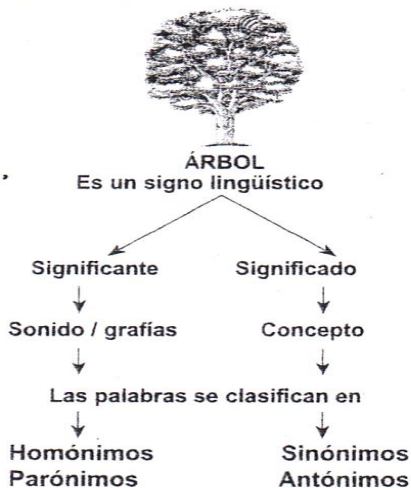 ÁRBOL
Es un signo lingüístico
Significante Significado
Sonido / grafías Concepto
Las palabras se clasifican en
Homónimos Sinónimos
Parónimos Antónimos